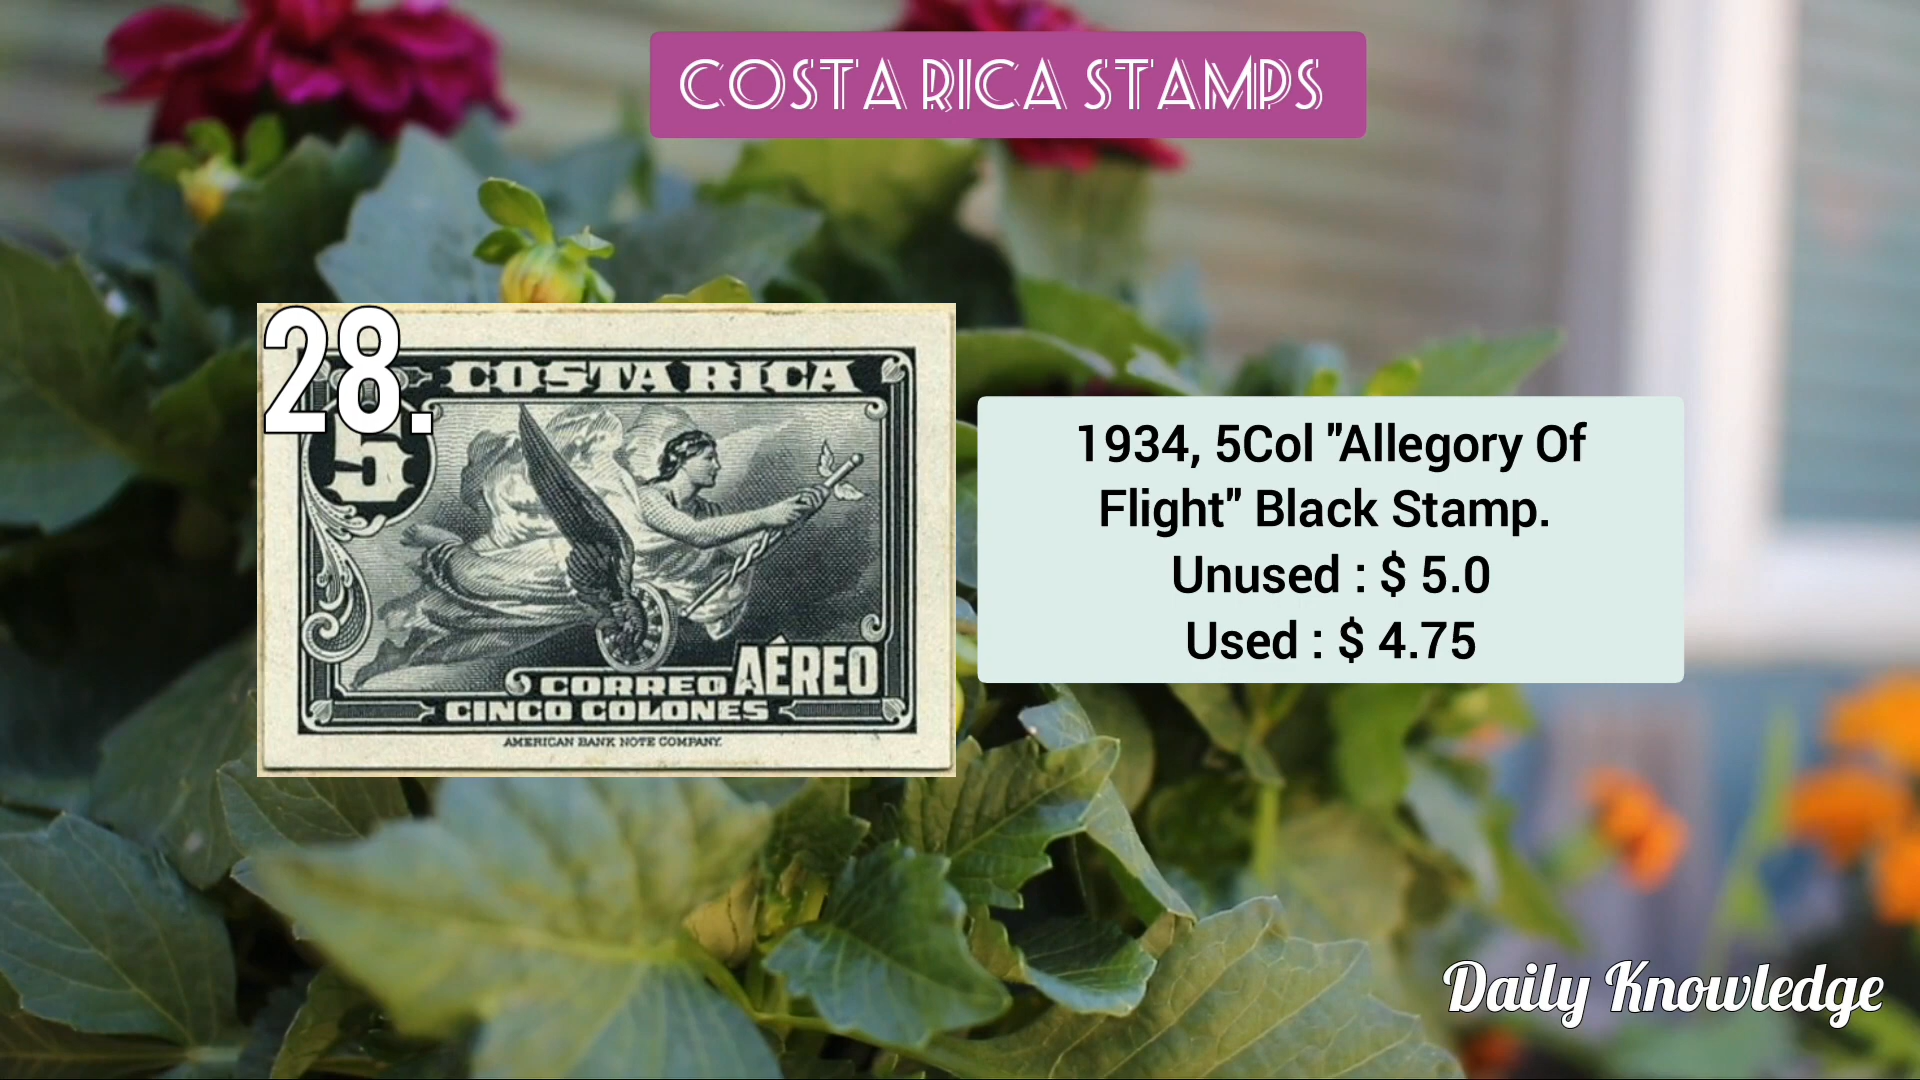 COSTA RICA STAMPS
28.
COSTA RICA
5
CORREO AÉREO
CINCO COLONES
AMERICAN BANK NOTE COMPANY.
1934, 5Col "Allegory Of
Flight" Black Stamp.
Unused : $ 5.0
Used : $ 4.75
Daily Knowledge